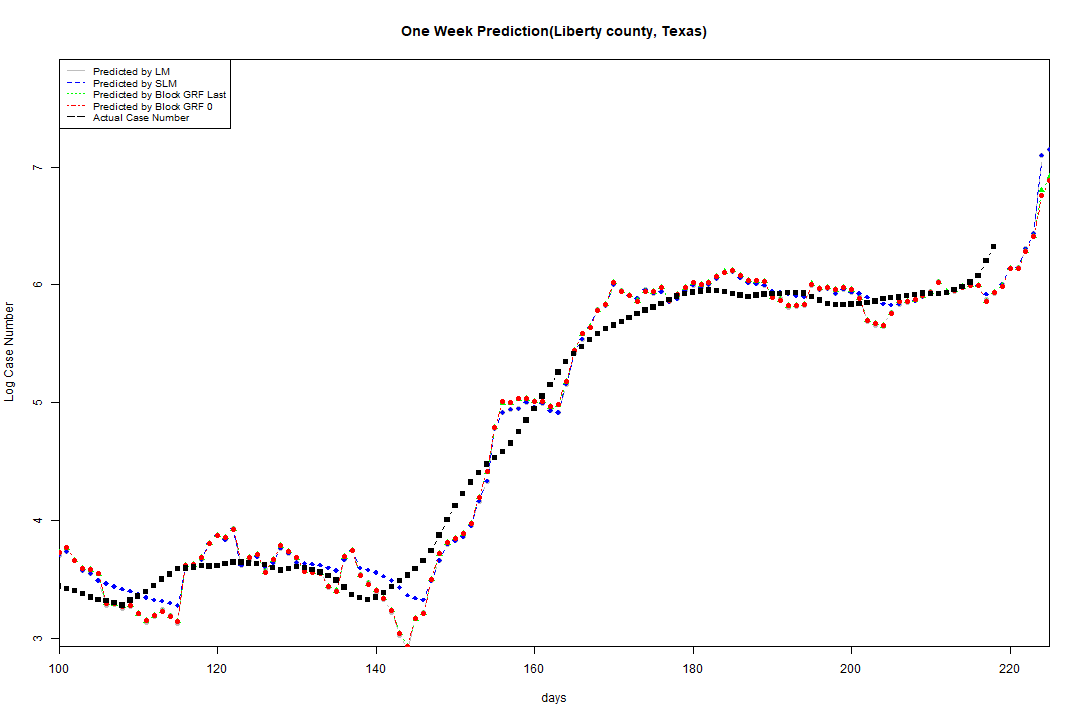 One Week Prediction(Liberty county, Texas)
Predicted by LM
Predicted by SLM
Predicted by Block GRF Last
Predicted by Block GRF 0
Actual Case Number
7
6
5
4
3
Log Case Number
100 120 140 160 180 200 220
days